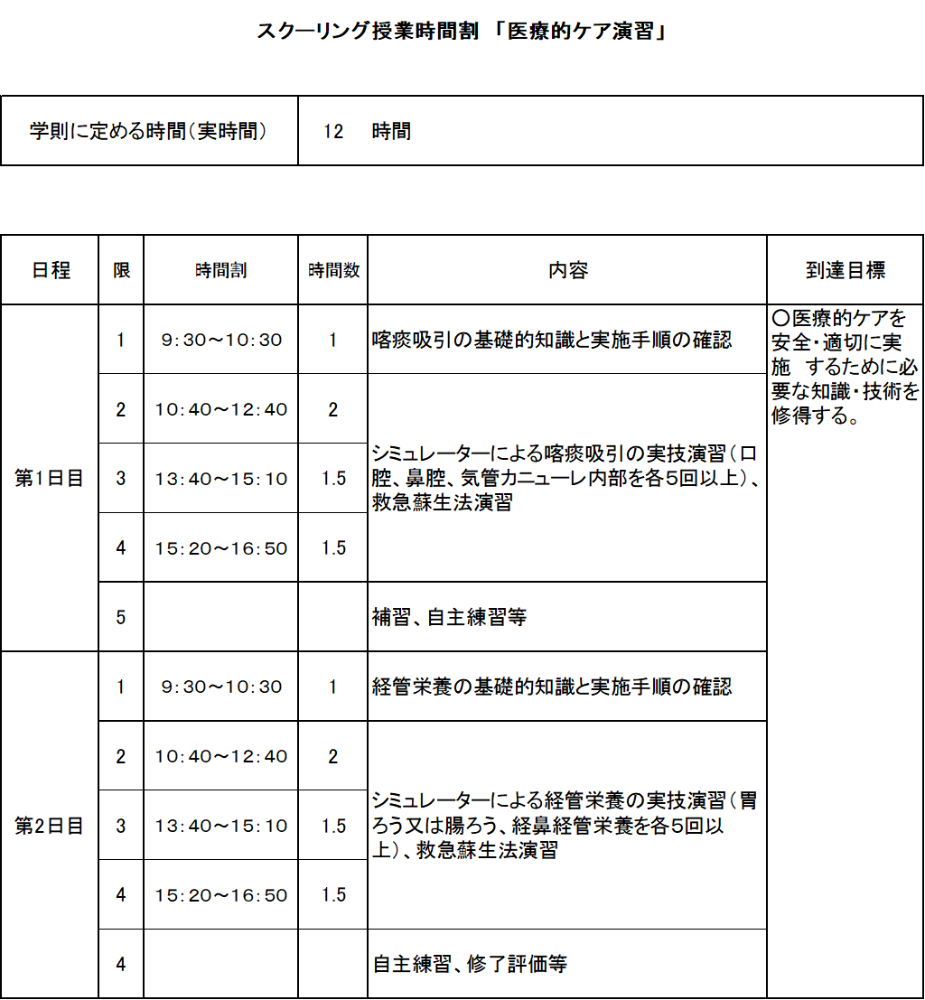 スクーリング授業時間割 「医療的ケア演習」
学則に定める時間（実時間） 12 時間
日程 限 時間割 時間数 内容 到達目標
第1日目
1 9:30～10:30 1 喀痰吸引の基礎的知識と実施手順の確認
2 10:40～12:40 2
3 13:40～15:10 1.5
4 15:20～16:50 1.5
シミュレーターによる喀痰吸引の実技演習（口
腔、鼻腔、気管カニューレ内部を各5回以上）、
救急蘇生法演習
5 補習、自主練習等
第2日目
1 9:30～10:30 1 経管栄養の基礎的知識と実施手順の確認
2 10:40～12:40 2
3 13:40～15:10 1.5
4 15:20～16:50 1.5
シミュレーターによる経管栄養の実技演習（胃
ろう又は腸ろう、経鼻経管栄養を各5回以
上）、救急蘇生法演習
4 自主練習、修了評価等
〇医療的ケアを
安全・適切に実
施　するために必
要な知識・技術を
修得する。